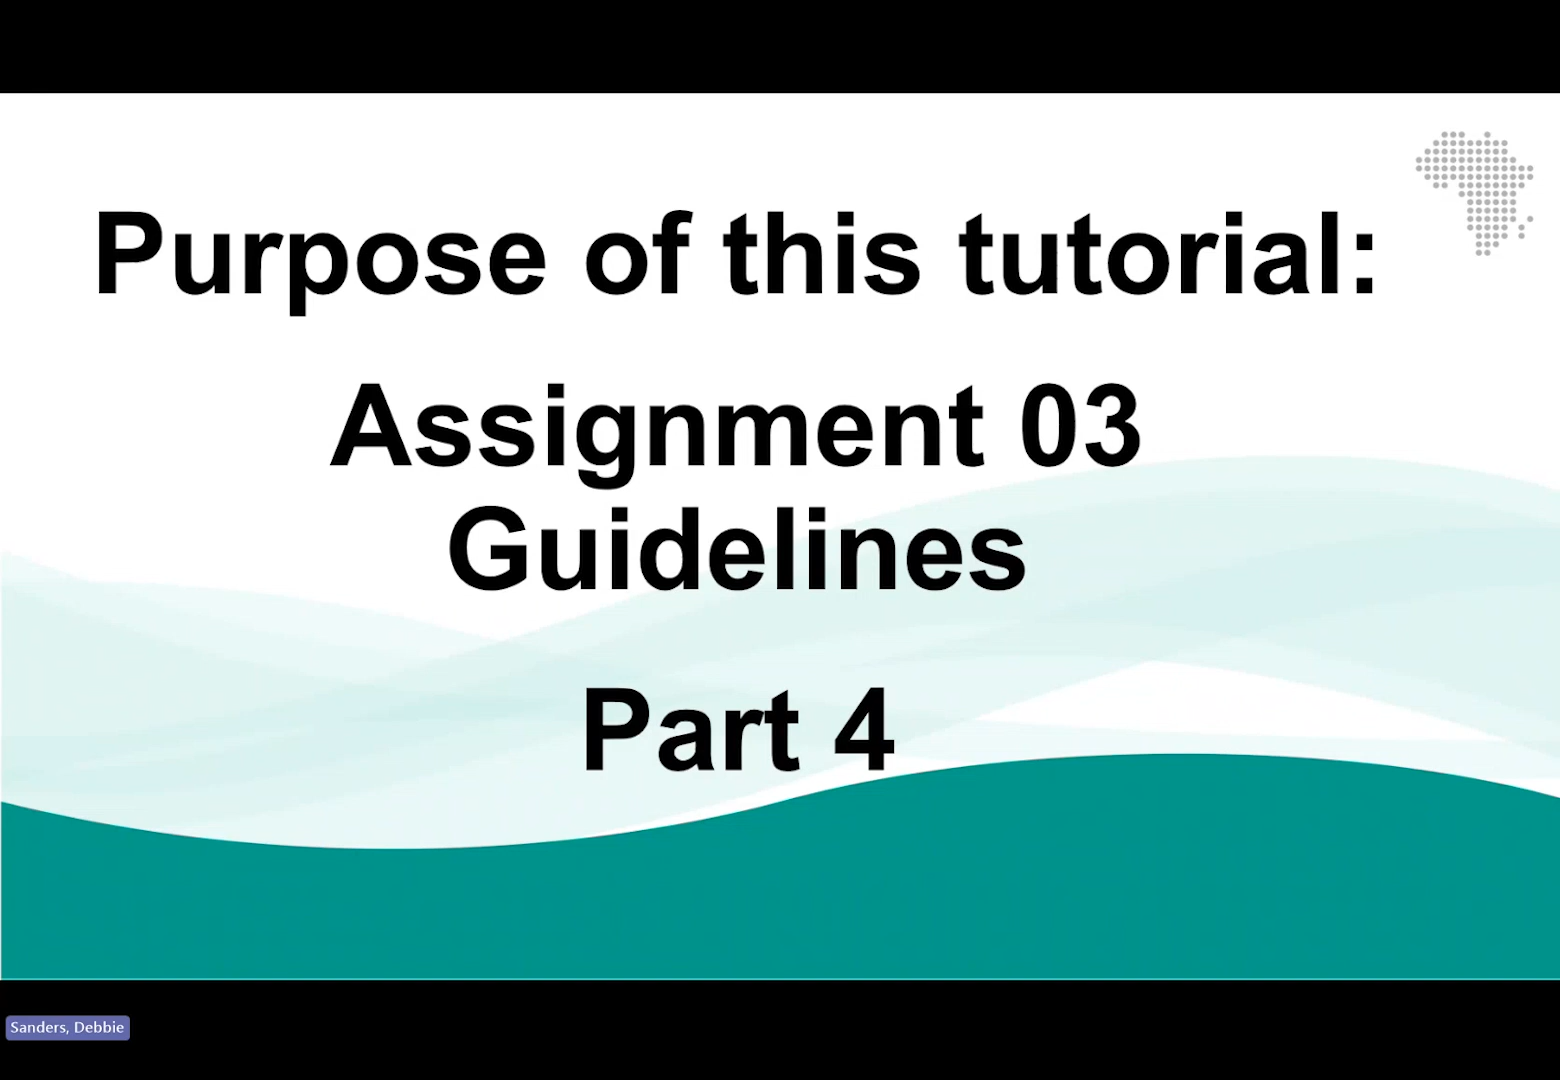 Purpose of this tutorial:
Assignment 03
Guidelines
Part 4
Sanders, Debbie